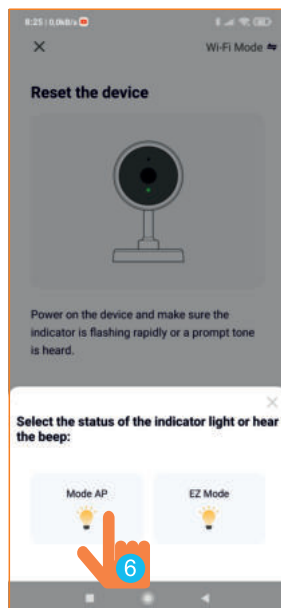 8:25 | 0,0kB/s
Wi-Fi Mode
Reset the device
Power on the device and make sure the
indicator is flashing rapidly or a prompt tone
is heard.
Select the status of the indicator light or hear
the beep:
Mode AP
EZ Mode
6